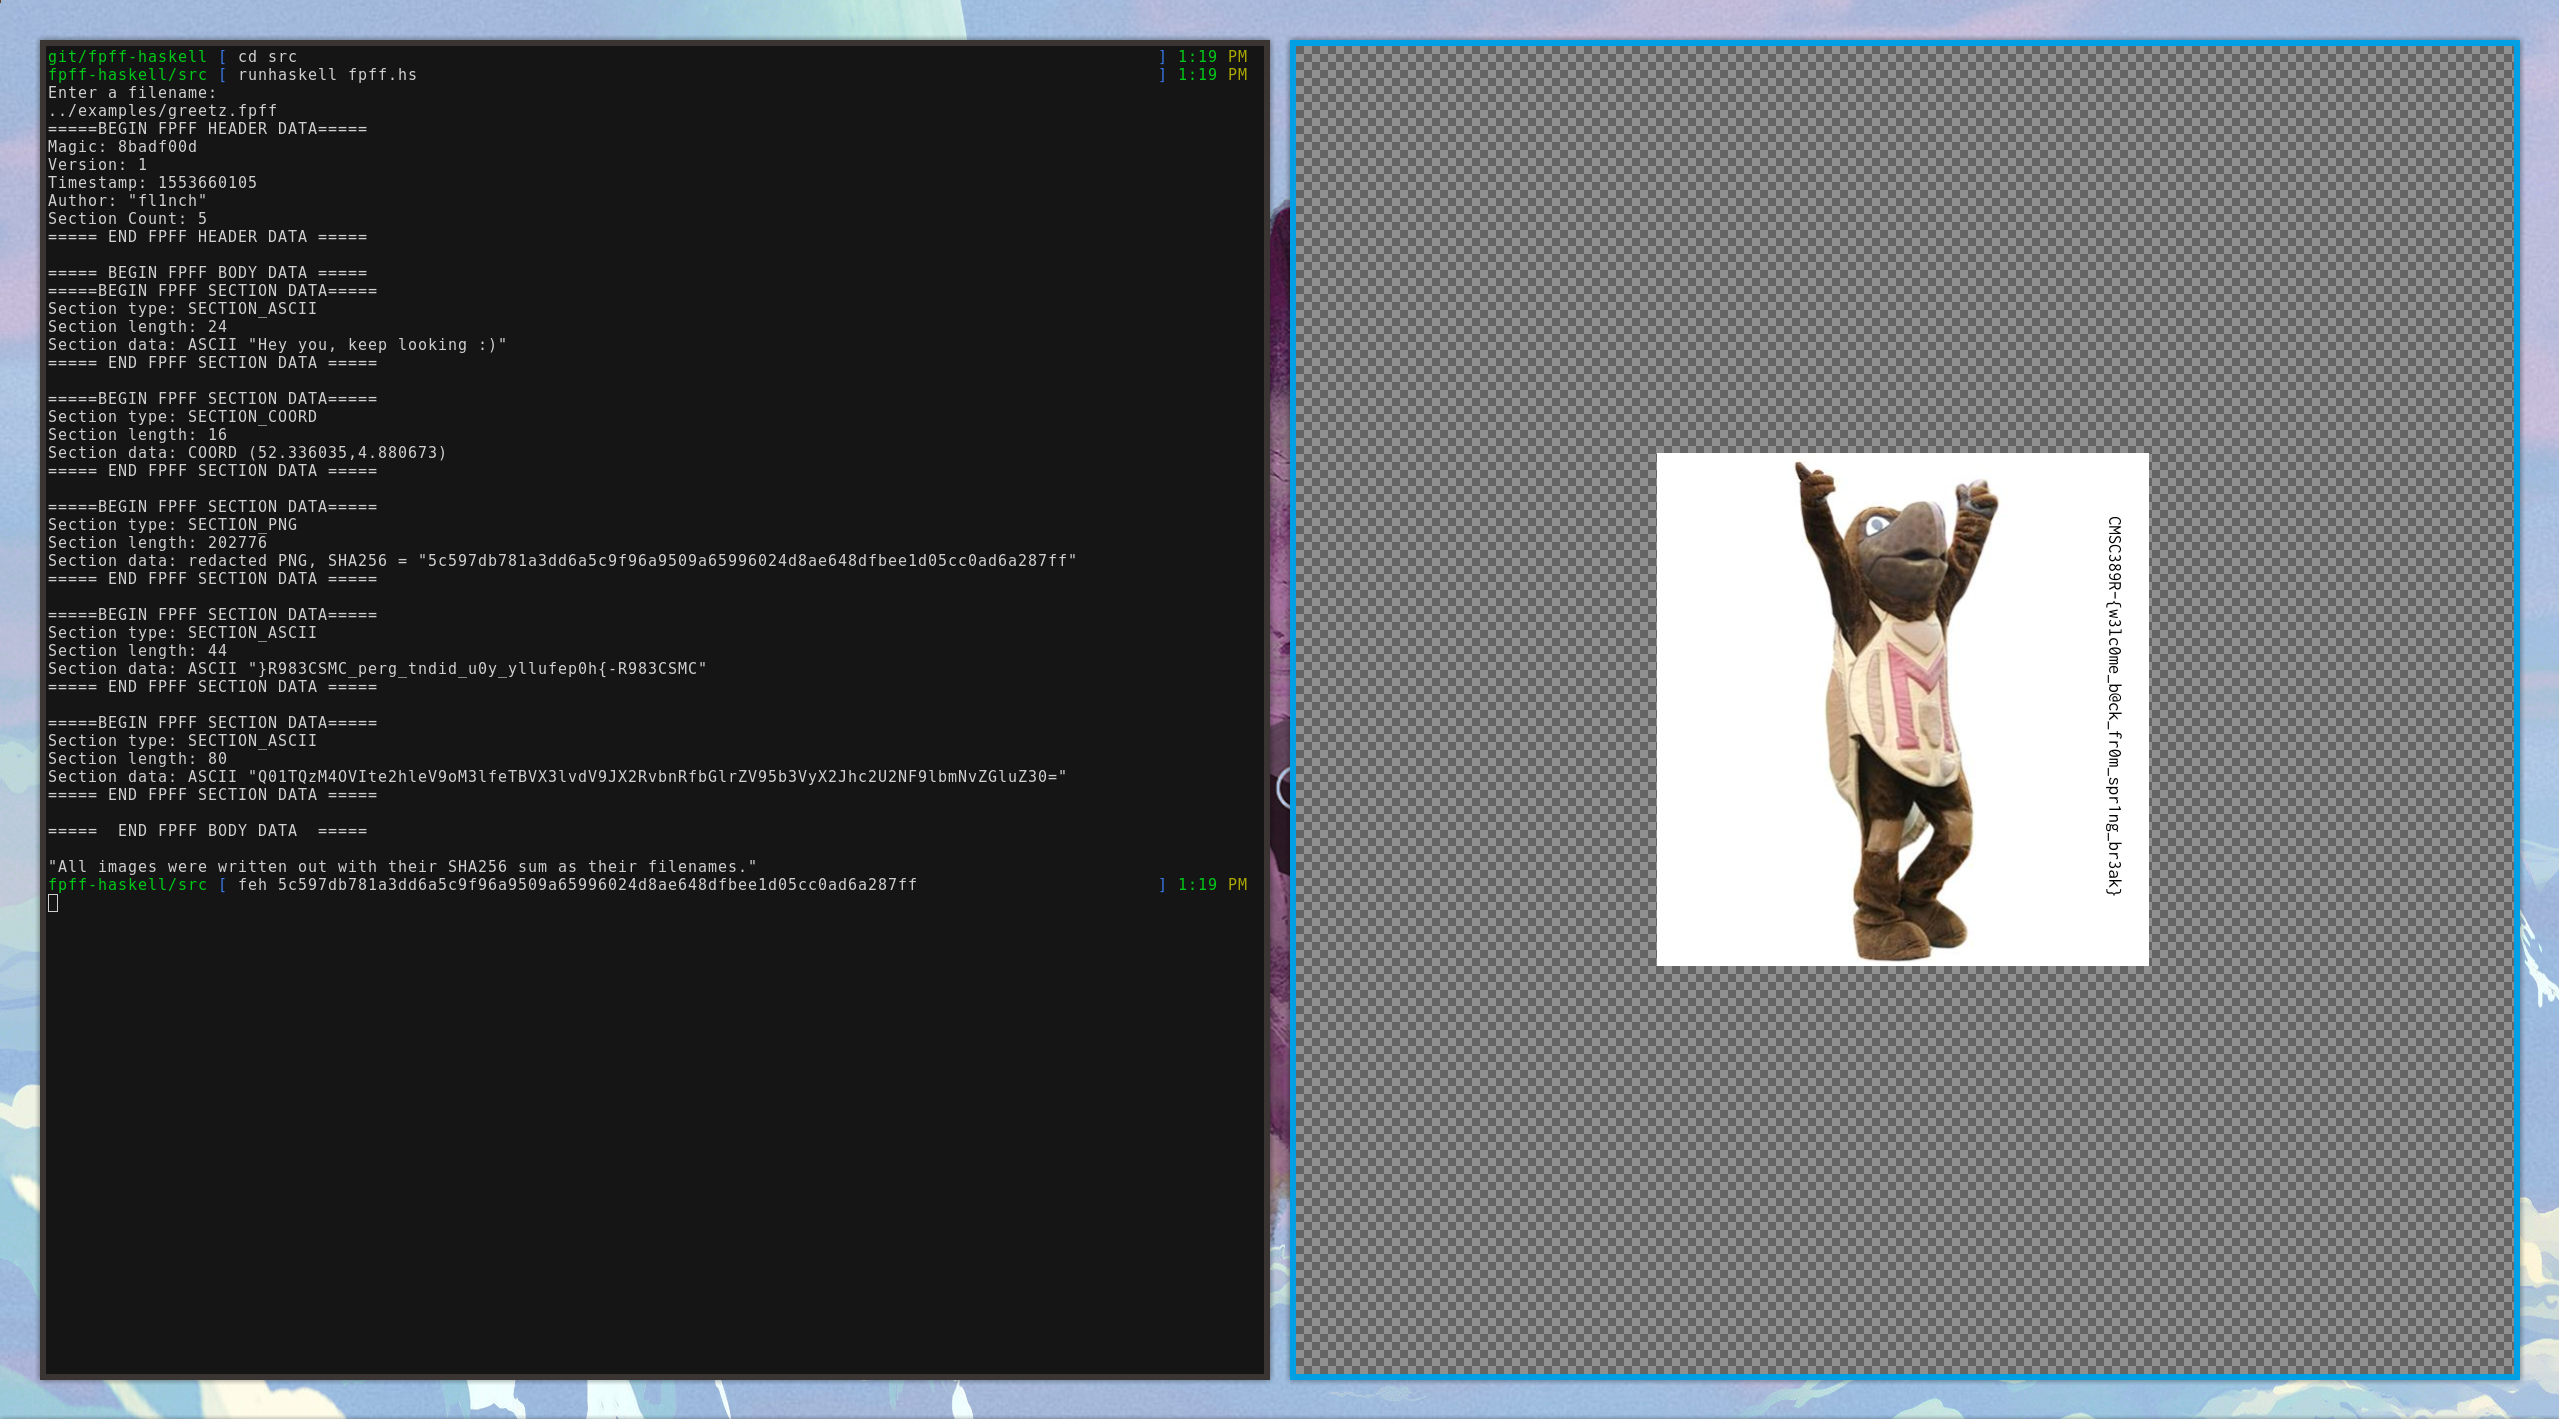 git/fpff-haskell [ cd src ] 1:19 PM
fpff-haskell/src [ runhaskell fpff.hs ] 1:19 PM
Enter a filename:
../examples/greetz.fpff
=====BEGIN FPFF HEADER DATA=====
Magic: 8badf00d
Version: 1
Timestamp: 1553660105
Author: "fl1nch"
Section Count: 5
===== END FPFF HEADER DATA =====
===== BEGIN FPFF BODY DATA =====
=====BEGIN FPFF SECTION DATA=====
Section type: SECTION_ASCII
Section length: 24
Section data: ASCII "Hey you, keep looking :)"
===== END FPFF SECTION DATA =====
=====BEGIN FPFF SECTION DATA=====
Section type: SECTION_COORD
Section length: 16
Section data: COORD (52.336035,4.880673)
===== END FPFF SECTION DATA =====
=====BEGIN FPFF SECTION DATA=====
Section type: SECTION_PNG
Section length: 202776
Section data: redacted PNG, SHA256 = "5c597db781a3dd6a5c9f96a9509a65996024d8ae648dfbee1d05cc0ad6a287ff"
===== END FPFF SECTION DATA =====
=====BEGIN FPFF SECTION DATA=====
Section type: SECTION_ASCII
Section length: 44
Section data: ASCII "}R983CSMC_perg_tndid_u0y_yllufep0h{-R983CSMC"
===== END FPFF SECTION DATA =====
=====BEGIN FPFF SECTION DATA=====
Section type: SECTION_ASCII
Section length: 80
Section data: ASCII "Q01TQzM4OVIte2hleV9oM3lfeTBVX3lvdV9JX2RvbnRfbGlrZV95b3VyX2Jhc2U2NF9lbmNvZGluZ30="
===== END FPFF SECTION DATA =====
=====  END FPFF BODY DATA  =====
"All images were written out with their SHA256 sum as their filenames."
fpff-haskell/src [ feh 5c597db781a3dd6a5c9f96a9509a65996024d8ae648dfbee1d05cc0ad6a287ff ] 1:19 PM
CMSC389R-{w3lc0me_b@ck_fr0m_spr1ng_br3ak}
M